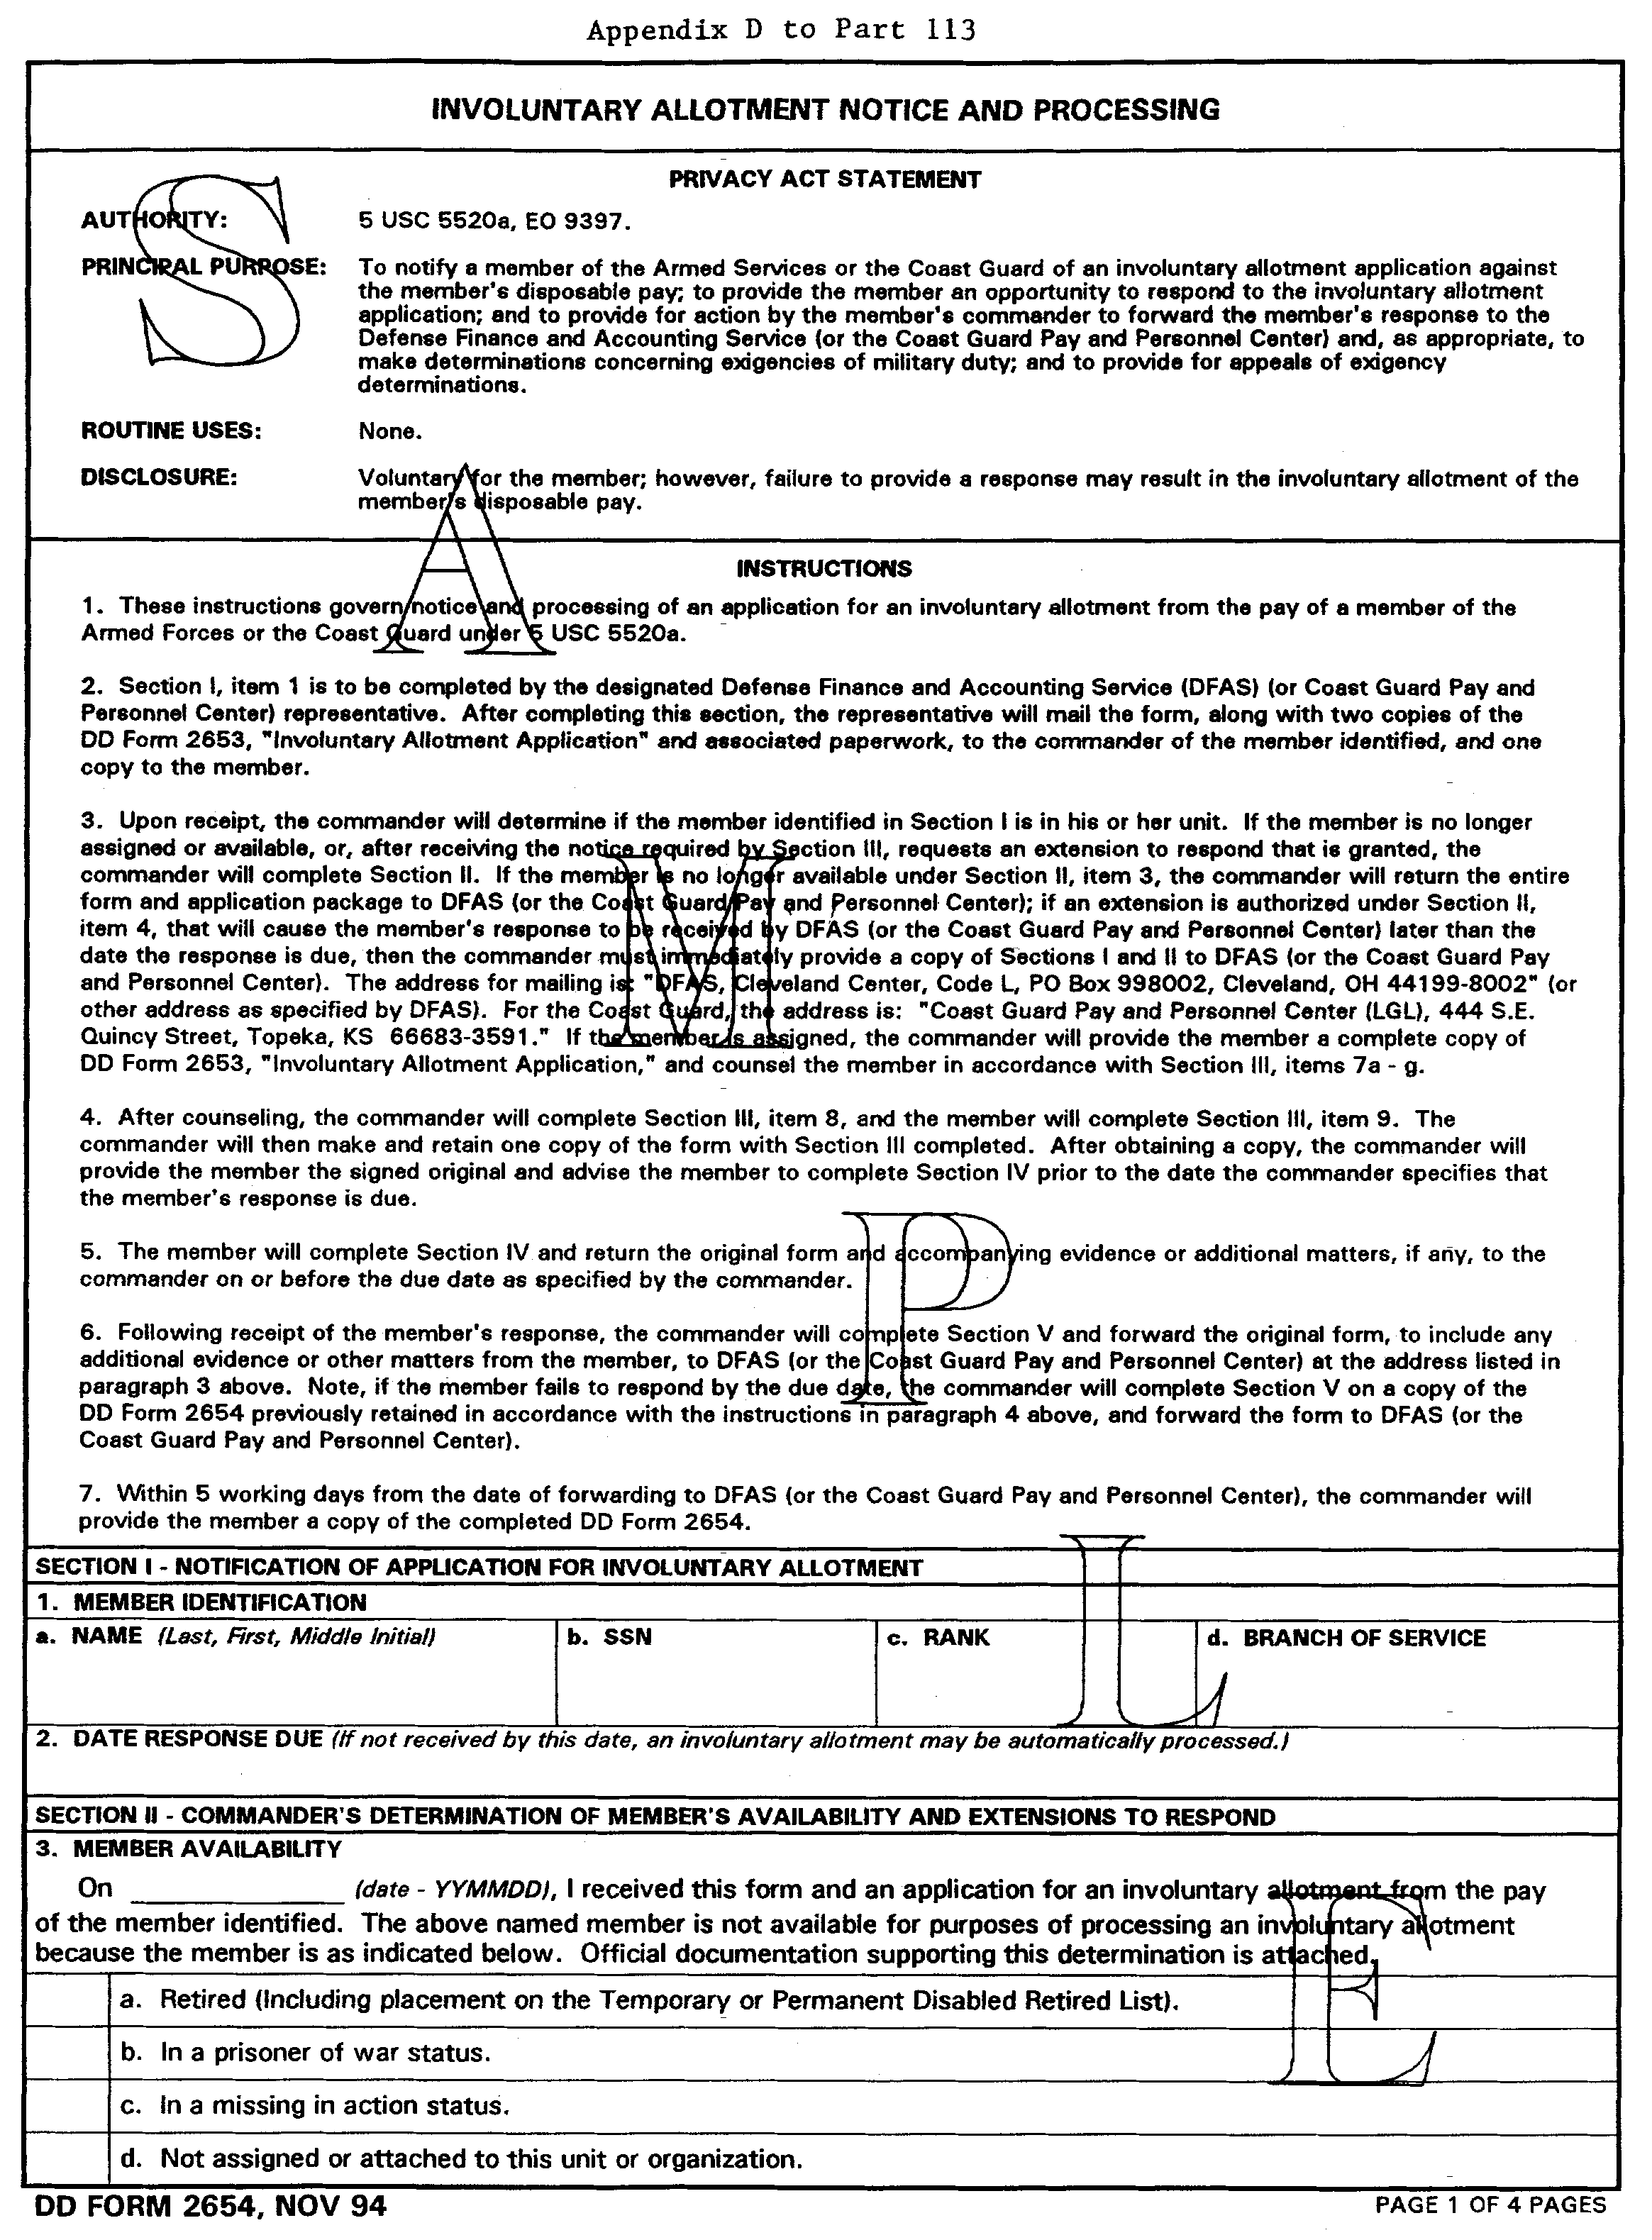 Appendix D to Part 113
INVOLUNTARY ALLOTMENT NOTICE AND PROCESSING
PRIVACY ACT STATEMENT
AUTHORITY: 5 USC 5520a, EO 9397.
PRINCIPAL PURPOSE: To notify a member of the Armed Services or the Coast Guard of an involuntary allotment application against
the member's disposable pay; to provide the member an opportunity to respond to the involuntary allotment
application; and to provide for action by the member's commander to forward the member's response to the
Defense Finance and Accounting Service (or the Coast Guard Pay and Personnel Center) and, as appropriate, to
make determinations concerning exigencies of military duty; and to provide for appeals of exigency
determinations.
ROUTINE USES: None.
DISCLOSURE: Voluntary for the member; however, failure to provide a response may result in the involuntary allotment of the
member's disposable pay.
INSTRUCTIONS
1. These instructions govern notice and processing of an application for an involuntary allotment from the pay of a member of the
Armed Forces or the Coast Guard under 5 USC 5520a.
2. Section I, item 1 is to be completed by the designated Defense Finance and Accounting Service (DFAS) (or Coast Guard Pay and
Personnel Center) representative. After completing this section, the representative will mail the form, along with two copies of the
DD Form 2653, "Involuntary Allotment Application" and associated paperwork, to the commander of the member identified, and one
copy to the member.
3. Upon receipt, the commander will determine if the member identified in Section I is in his or her unit. If the member is no longer
assigned or available, or, after receiving the notice required by Section III, requests an extension to respond that is granted, the
commander will complete Section II. If the member is no longer available under Section II, item 3, the commander will return the entire
form and application package to DFAS (or the Coast Guard Pay and Personnel Center); if an extension is authorized under Section II,
item 4, that will cause the member's response to be received by DFAS (or the Coast Guard Pay and Personnel Center) later than the
date the response is due, then the commander must immediately provide a copy of Sections I and II to DFAS (or the Coast Guard Pay
and Personnel Center). The address for mailing is: "DFAS, Cleveland Center, Code L, PO Box 998002, Cleveland, OH 44199-8002" (or
other address as specified by DFAS). For the Coast Guard, the address is: "Coast Guard Pay and Personnel Center (LGL), 444 S.E.
Quincy Street, Topeka, KS 66683-3591." If the member is assigned, the commander will provide the member a complete copy of
DD Form 2653, "Involuntary Allotment Application," and counsel the member in accordance with Section III, items 7a - g.
4. After counseling, the commander will complete Section III, item 8, and the member will complete Section III, item 9. The
commander will then make and retain one copy of the form with Section III completed. After obtaining a copy, the commander will
provide the member the signed original and advise the member to complete Section IV prior to the date the commander specifies that
the member's response is due.
5. The member will complete Section IV and return the original form and accompanying evidence or additional matters, if any, to the
commander on or before the due date as specified by the commander.
6. Following receipt of the member's response, the commander will complete Section V and forward the original form, to include any
additional evidence or other matters from the member, to DFAS (or the Coast Guard Pay and Personnel Center) at the address listed in
paragraph 3 above. Note, if the member fails to respond by the due date, the commander will complete Section V on a copy of the
DD Form 2654 previously retained in accordance with the instructions in paragraph 4 above, and forward the form to DFAS (or the
Coast Guard Pay and Personnel Center).
7. Within 5 working days from the date of forwarding to DFAS (or the Coast Guard Pay and Personnel Center), the commander will
provide the member a copy of the completed DD Form 2654.
SECTION I - NOTIFICATION OF APPLICATION FOR INVOLUNTARY ALLOTMENT
1. MEMBER IDENTIFICATION
a. NAME (Last, First, Middle Initial) b. SSN c. RANK d. BRANCH OF SERVICE
2. DATE RESPONSE DUE (If not received by this date, an involuntary allotment may be automatically processed.)
SECTION II - COMMANDER'S DETERMINATION OF MEMBER'S AVAILABILITY AND EXTENSIONS TO RESPOND
3. MEMBER AVAILABILITY
On ____________ (date - YYMMDD), I received this form and an application for an involuntary allotment from the pay
of the member identified. The above named member is not available for purposes of processing an involuntary allotment
because the member is as indicated below. Official documentation supporting this determination is attached.
a. Retired (Including placement on the Temporary or Permanent Disabled Retired List).
b. In a prisoner of war status.
c. In a missing in action status.
d. Not assigned or attached to this unit or organization.
DD FORM 2654, NOV 94 PAGE 1 OF 4 PAGES
SAMPLE